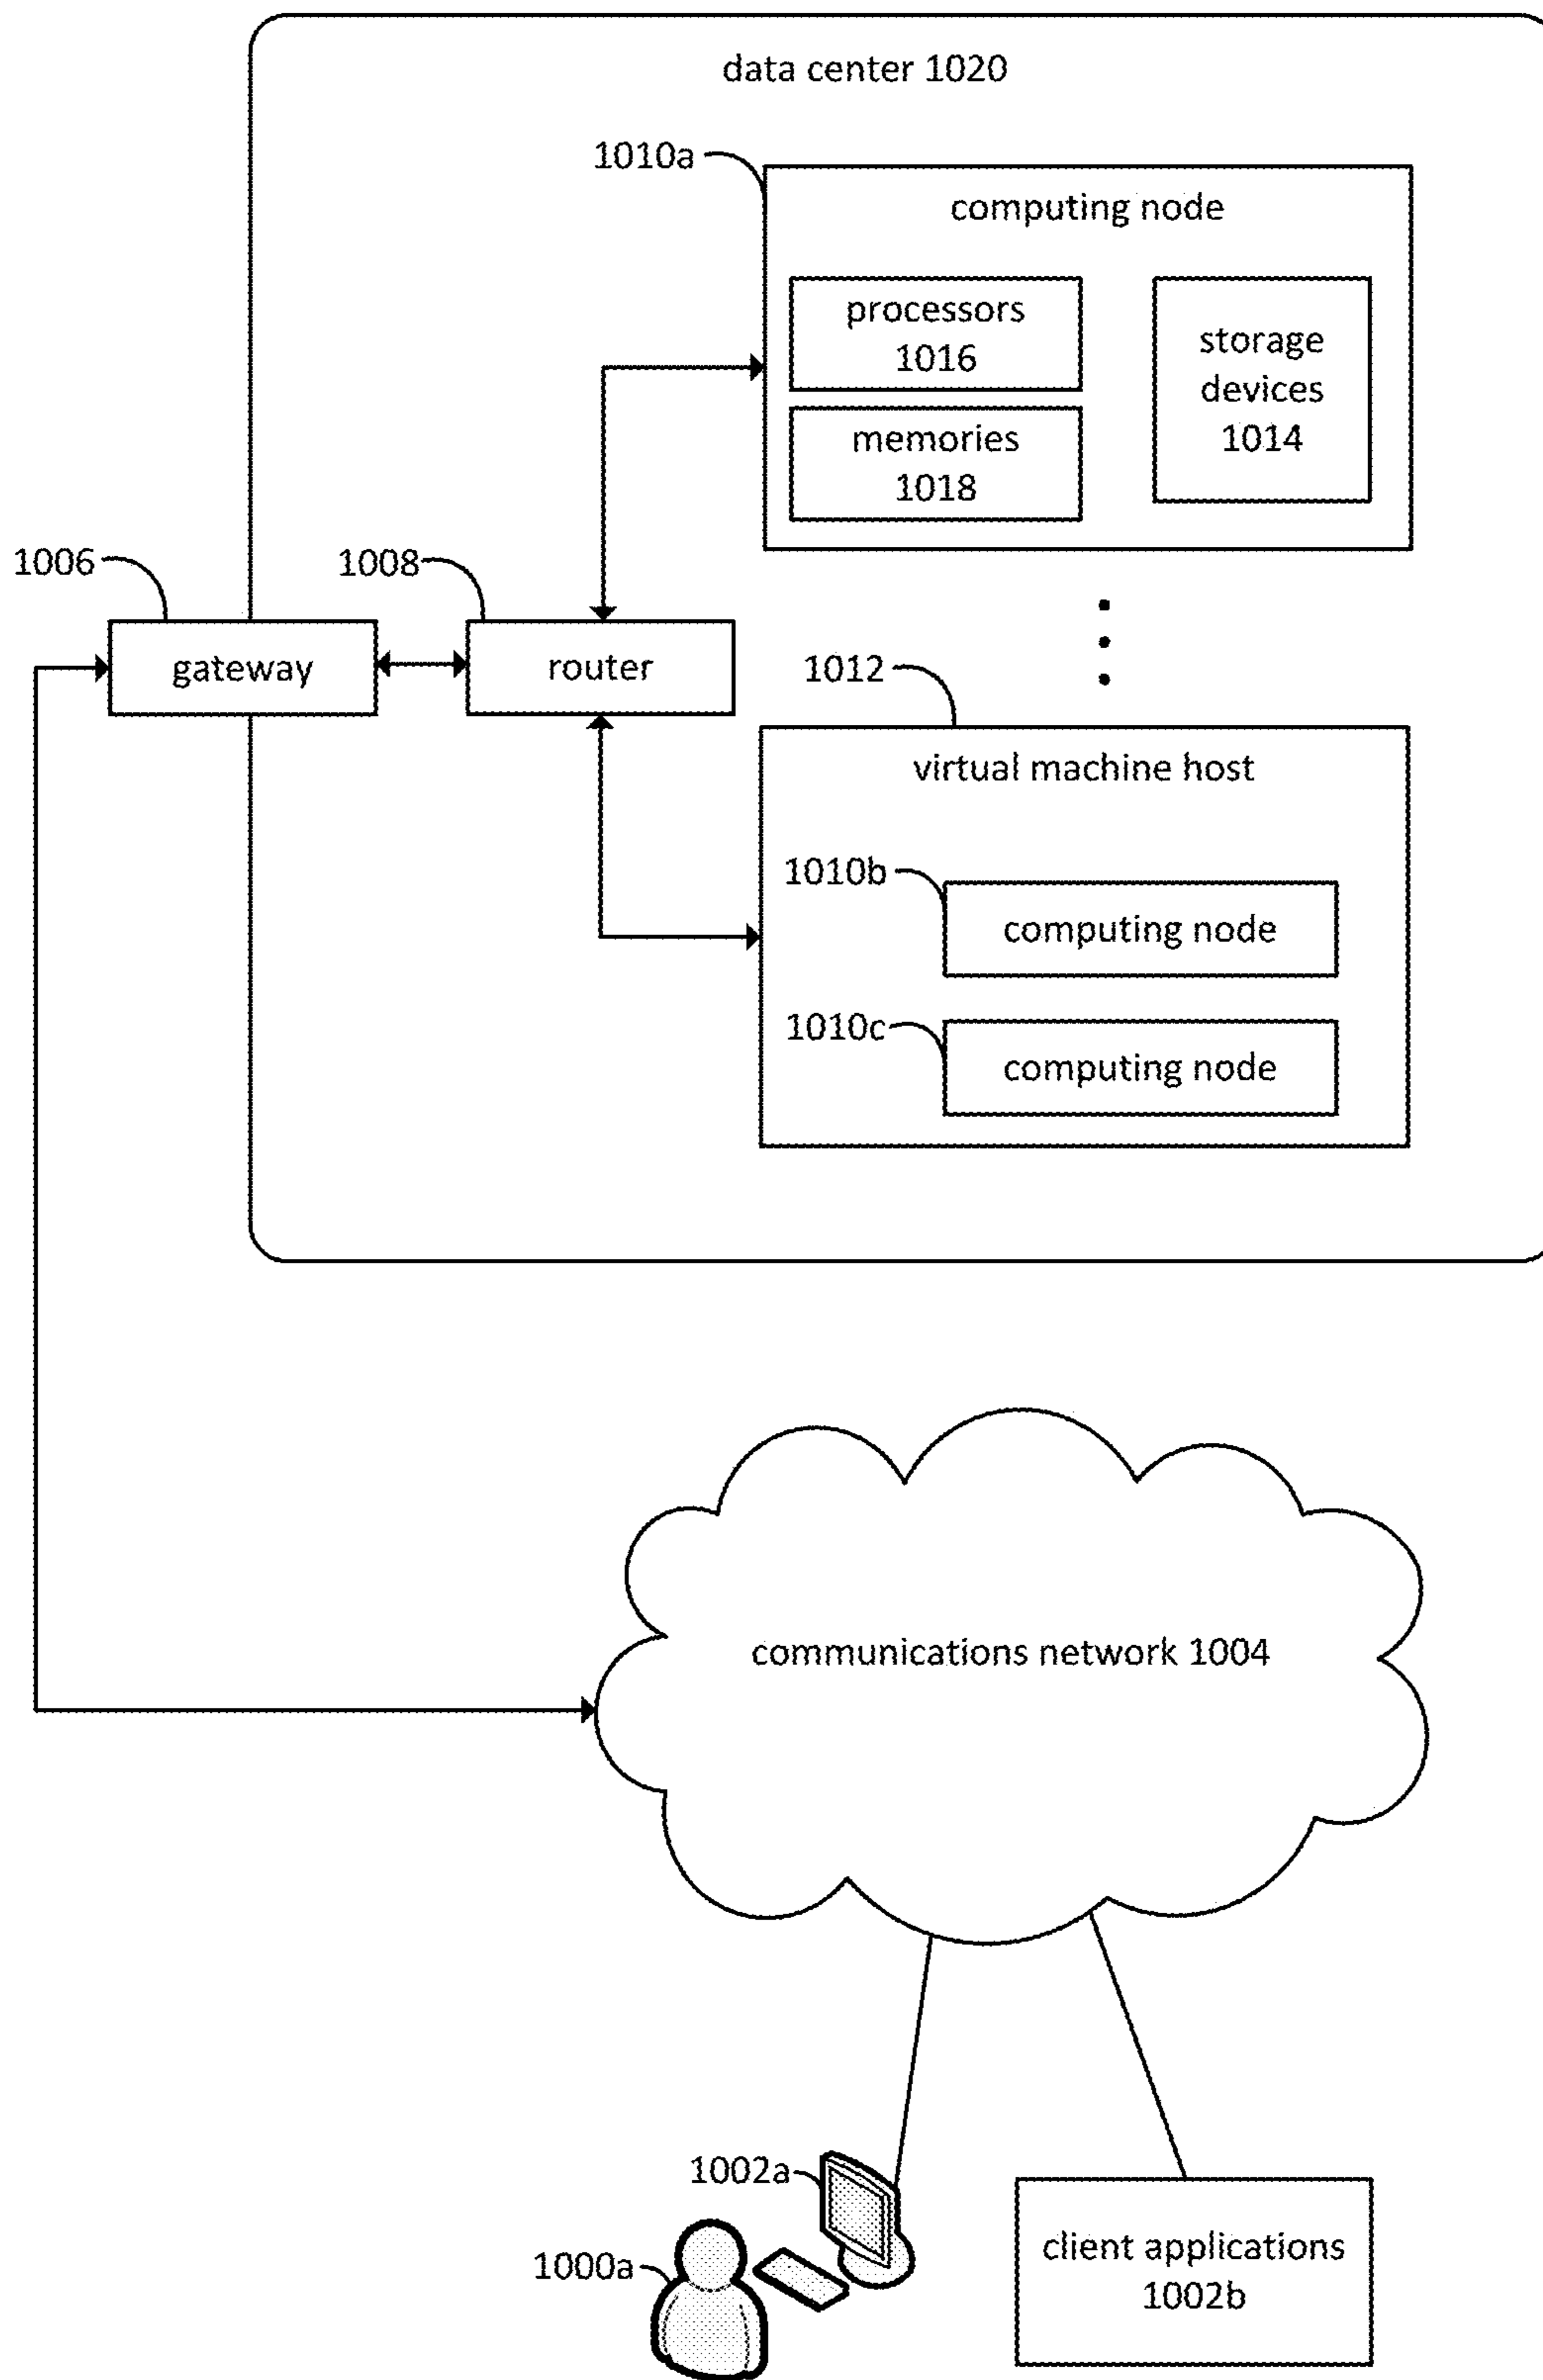 data center 1020
1010a
computing node
processors
1016
storage
devices
1014
memories
1018
1006
1008
gateway
router
1012
virtual machine host
1010b
computing node
1010c
computing node
communications network 1004
1002a
1000a
client applications
1002b